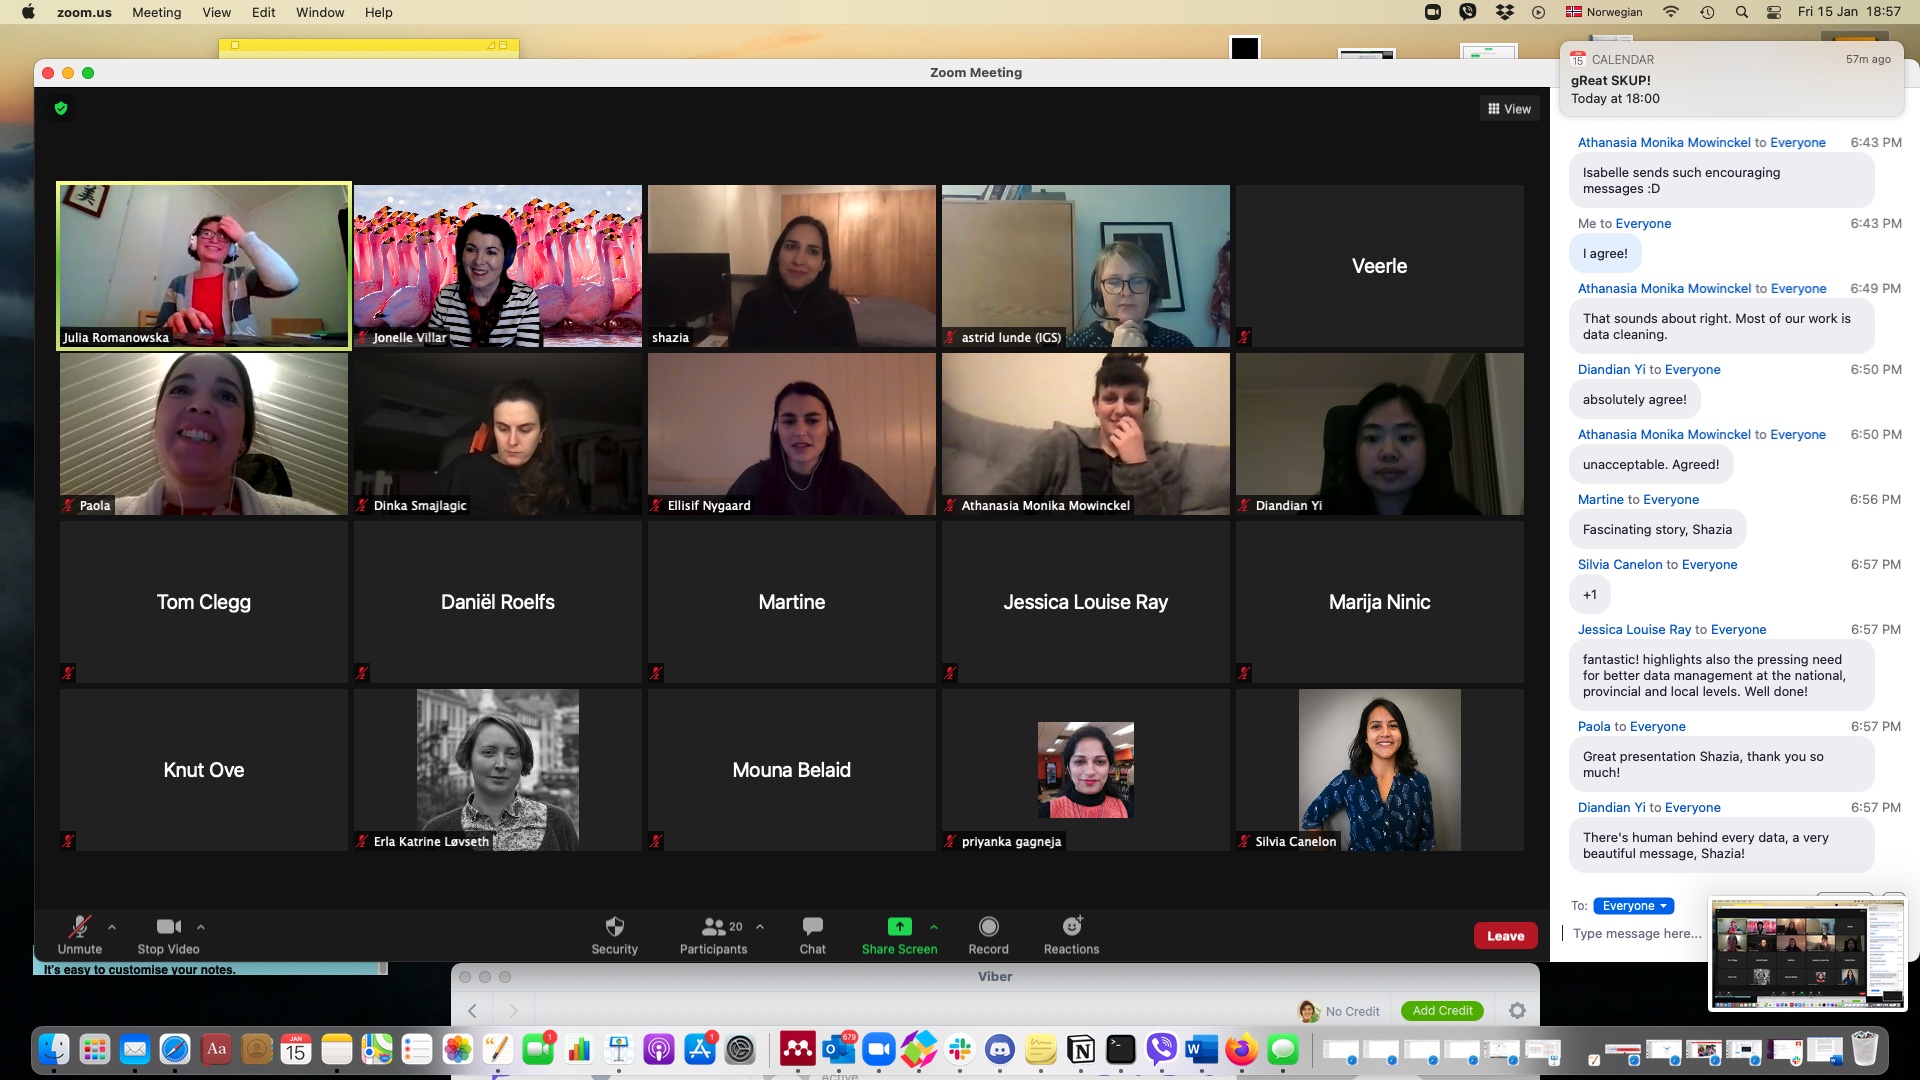 zoom.us Meeting View Edit Window Help
Norwegian Fri 15 Jan 18:57
Zoom Meeting
View
JAN 15 CALENDAR 57m ago
gReat SKUP!
Today at 18:00
Julia Romanowska
Jonelle Villar
shazia
astrid lunde (IGS)
Veerle
Paola
Dinka Smajlagic
Ellisif Nygaard
Athanasia Monika Mowinckel
Diandian Yi
Tom Clegg
Daniël Roelfs
Martine
Jessica Louise Ray
Marija Ninic
Knut Ove
Erla Katrine Løvseth
Mouna Belaid
priyanka gagneja
Silvia Canelon
Athanasia Monika Mowinckel to Everyone 6:43 PM
Isabelle sends such encouraging
messages :D
Me to Everyone 6:43 PM
I agree!
Athanasia Monika Mowinckel to Everyone 6:49 PM
That sounds about right. Most of our work is
data cleaning.
Diandian Yi to Everyone 6:50 PM
absolutely agree!
Athanasia Monika Mowinckel to Everyone 6:50 PM
unacceptable. Agreed!
Martine to Everyone 6:56 PM
Fascinating story, Shazia
Silvia Canelon to Everyone 6:57 PM
+1
Jessica Louise Ray to Everyone 6:57 PM
fantastic! highlights also the pressing need
for better data management at the national,
provincial and local levels. Well done!
Paola to Everyone 6:57 PM
Great presentation Shazia, thank you so
much!
Diandian Yi to Everyone 6:57 PM
There's human behind every data, a very
beautiful message, Shazia!
To: Everyone
Type message here...
Unmute
Stop Video
Security
Participants 20
Chat
Share Screen
Record
Reactions
Leave
It's easy to customise your notes.
Viber
No Credit
Add Credit
Aa
JAN
15
1
1
679
W
Active